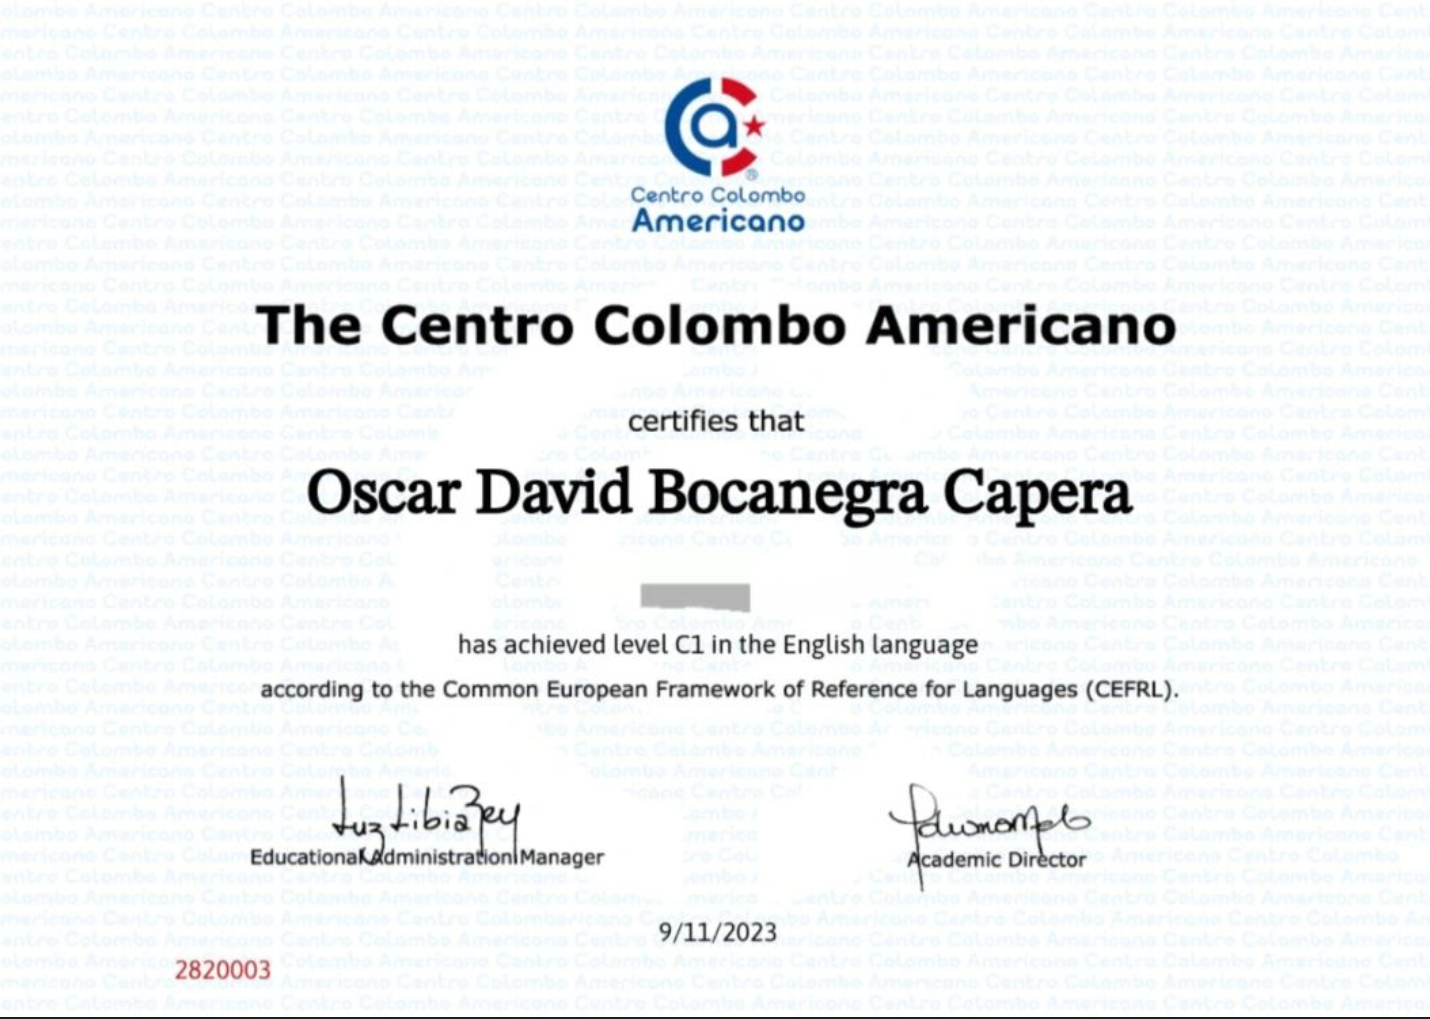 Centro Colombo
Americano
The Centro Colombo Americano
certifies that
Oscar David Bocanegra Capera
has achieved level C1 in the English language
according to the Common European Framework of Reference for Languages (CEFRL).
Luz Libia Rey
Educational Administration Manager
Academic Director
9/11/2023
2820003